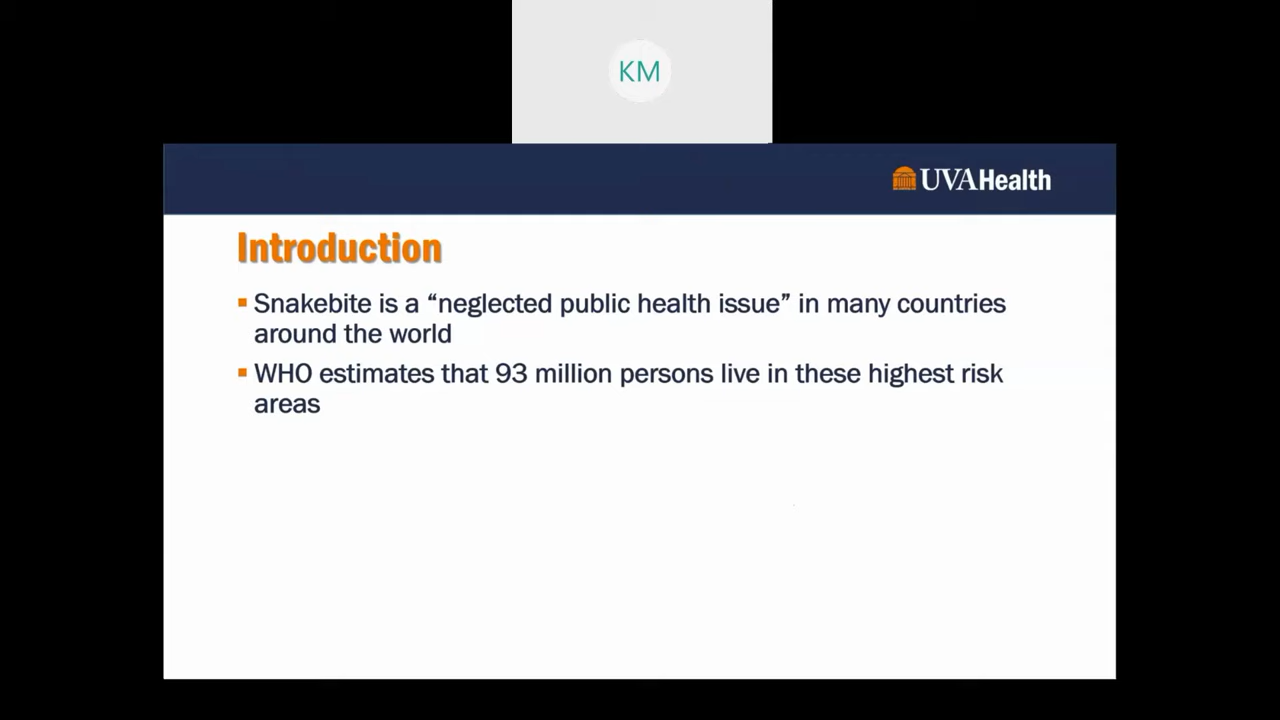 KM
UVAHealth
Introduction
▪ Snakebite is a “neglected public health issue” in many countries
around the world
▪ WHO estimates that 93 million persons live in these highest risk
areas